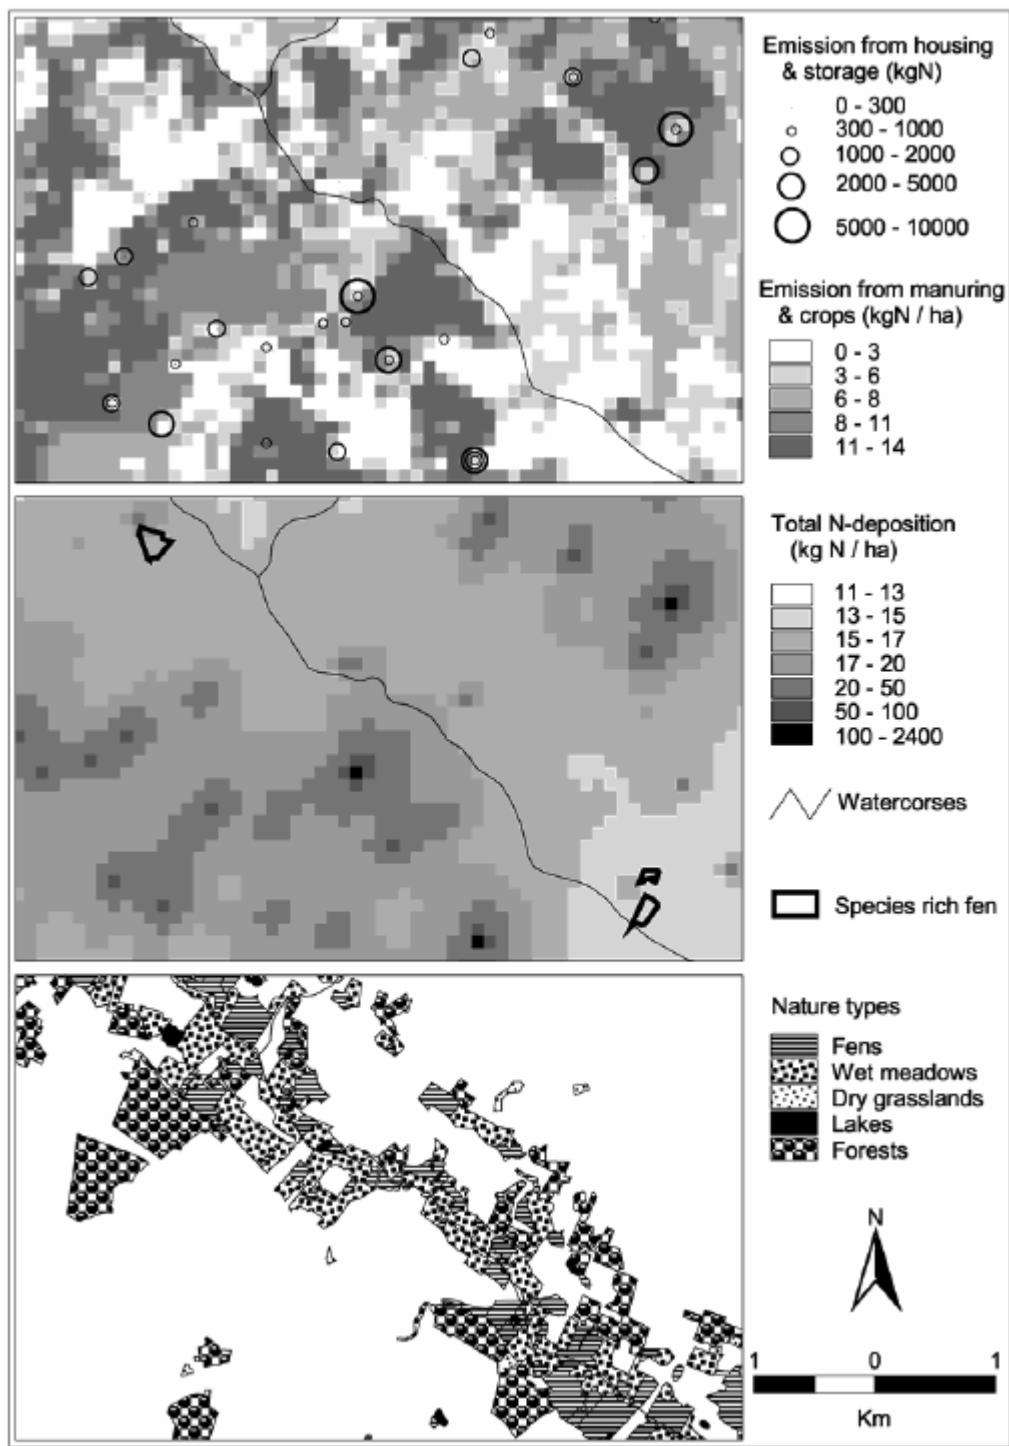 Emission from housing
& storage (kgN)
0 - 300
300 - 1000
1000 - 2000
2000 - 5000
5000 - 10000
Emission from manuring
& crops (kgN / ha)
0 - 3
3 - 6
6 - 8
8 - 11
11 - 14
Total N-deposition
(kg N / ha)
11 - 13
13 - 15
15 - 17
17 - 20
20 - 50
50 - 100
100 - 2400
Watercorses
Species rich fen
Nature types
Fens
Wet meadows
Dry grasslands
Lakes
Forests
N
1 0 1
Km